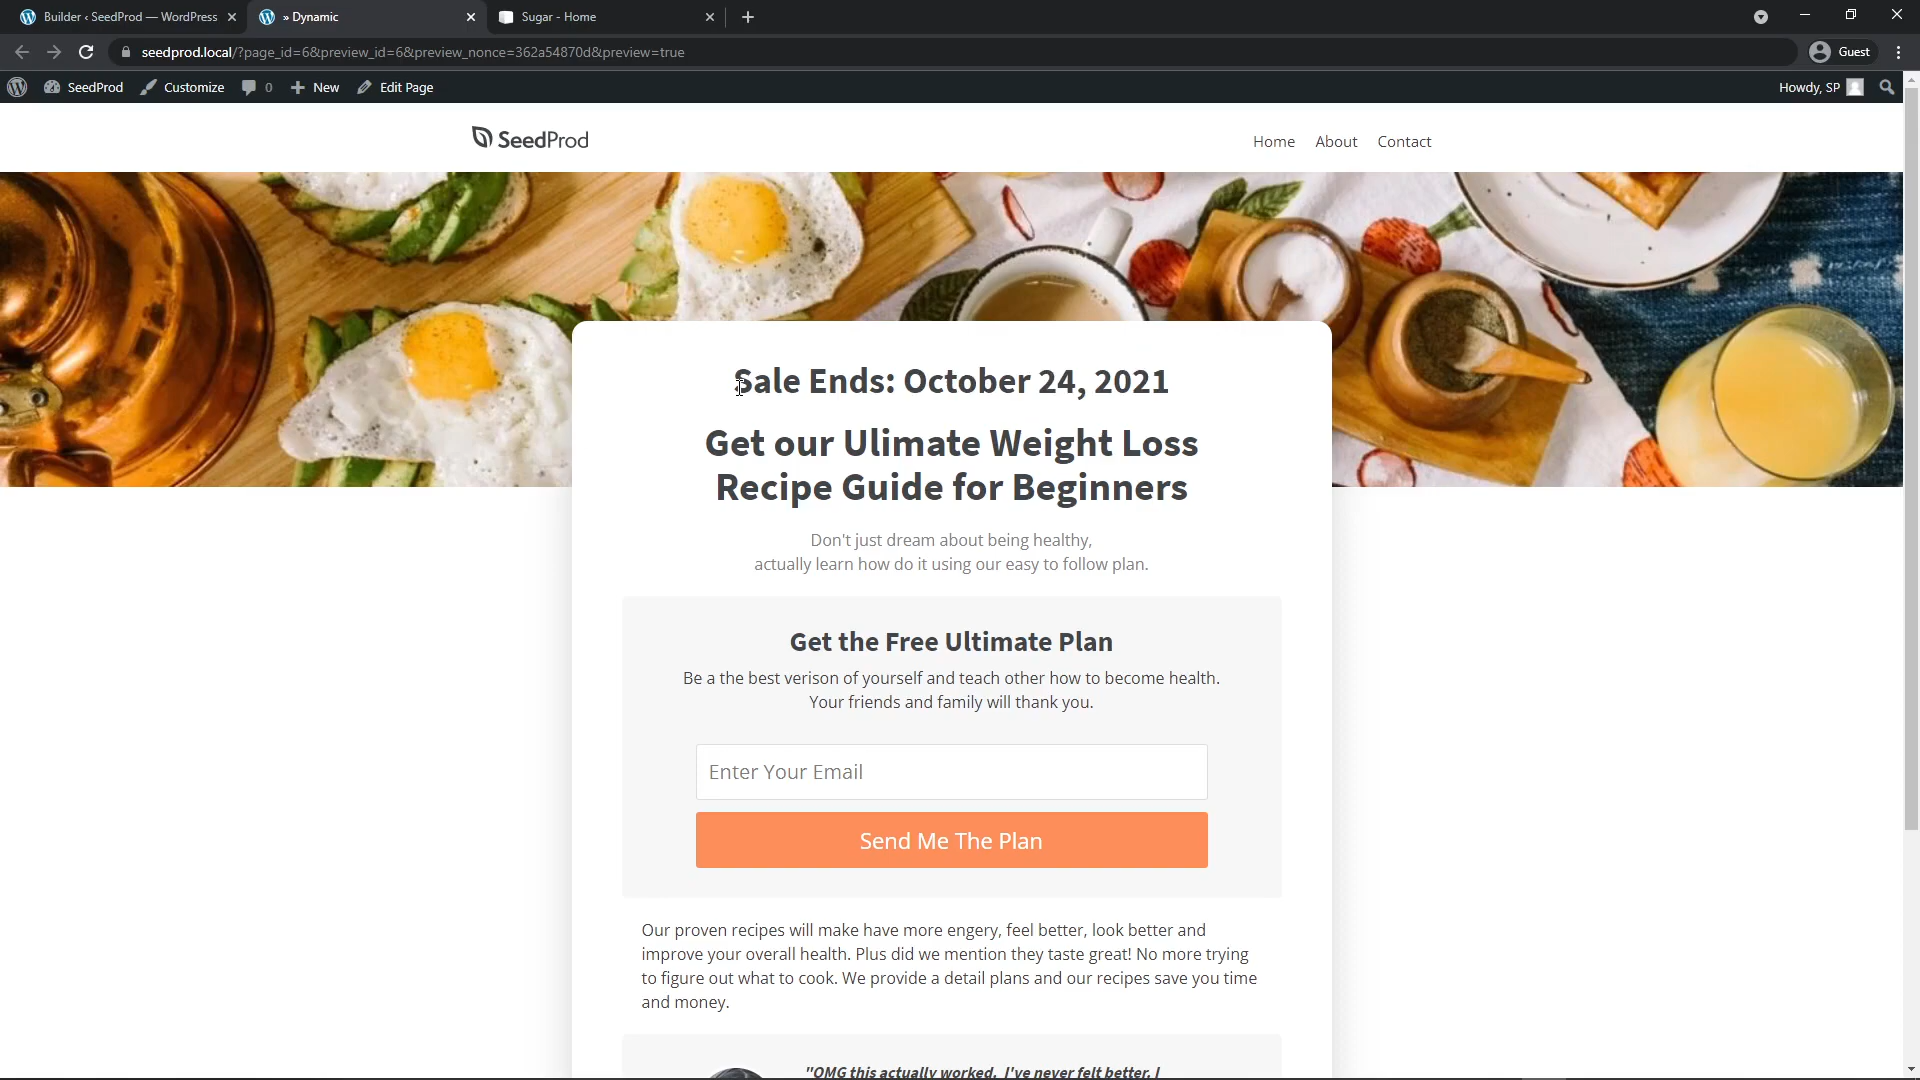 Builder ‹ SeedProd — WordPress
» Dynamic
Sugar - Home
seedprod.local/?page_id=6&preview_id=6&preview_nonce=362a54870d&preview=true
Guest
SeedProd
Customize
0
New
Edit Page
Howdy, SP
SeedProd
Home
About
Contact
Sale Ends: October 24, 2021
Get our Ulimate Weight Loss
Recipe Guide for Beginners
Don't just dream about being healthy,
actually learn how do it using our easy to follow plan.
Get the Free Ultimate Plan
Be a the best verison of yourself and teach other how to become health.
Your friends and family will thank you.
Enter Your Email
Send Me The Plan
Our proven recipes will make have more engery, feel better, look better and
improve your overall health. Plus did we mention they taste great! No more trying
to figure out what to cook. We provide a detail plans and our recipes save you time
and money.
"OMG this actually worked. I've never felt better. I